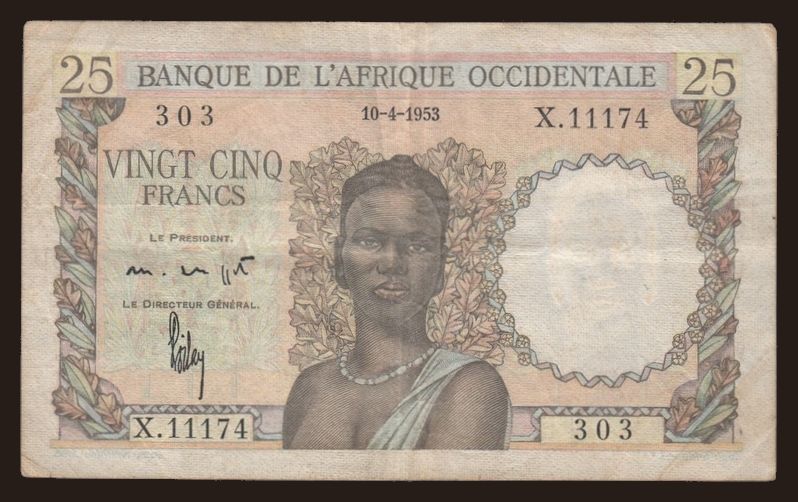 25 BANQUE DE L'AFRIQUE OCCIDENTALE 25
303 10-4-1953 X.11174
VINGT CINQ
FRANCS
LE PRÉSIDENT.
LE DIRECTEUR GÉNÉRAL.
X.11174 303